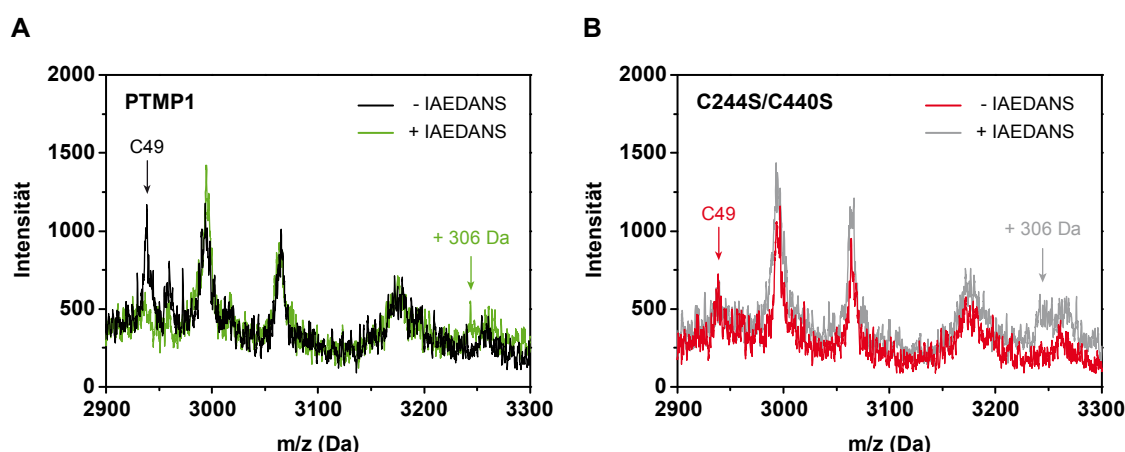 A
2000
1500
1000
500
0
Intensität
PTMP1
- IAEDANS
+ IAEDANS
C49
+ 306 Da
2900 3000 3100 3200 3300
m/z (Da)
B
2000
1500
1000
500
0
Intensität
C244S/C440S
- IAEDANS
+ IAEDANS
C49
+ 306 Da
2900 3000 3100 3200 3300
m/z (Da)